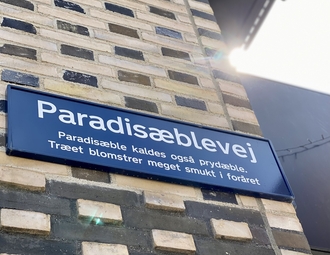 Paradisæblevej
Paradisæble kaldes også prydæble.
Træet blomstrer meget smukt i foråret